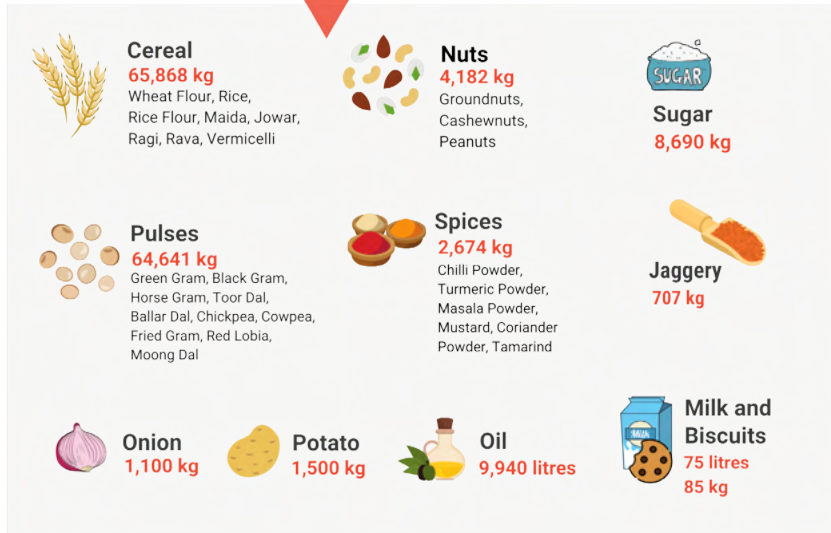 Cereal
65,868 kg
Wheat Flour, Rice,
Rice Flour, Maida, Jowar,
Ragi, Rava, Vermicelli
Nuts
4,182 kg
Groundnuts,
Cashewnuts,
Peanuts
SUGAR
Sugar
8,690 kg
Pulses
64,641 kg
Green Gram, Black Gram,
Horse Gram, Toor Dal,
Ballar Dal, Chickpea, Cowpea,
Fried Gram, Red Lobia,
Moong Dal
Spices
2,674 kg
Chilli Powder,
Turmeric Powder,
Masala Powder,
Mustard, Coriander
Powder, Tamarind
Jaggery
707 kg
Onion
1,100 kg
Potato
1,500 kg
Oil
9,940 litres
Milk
Milk and
Biscuits
75 litres
85 kg